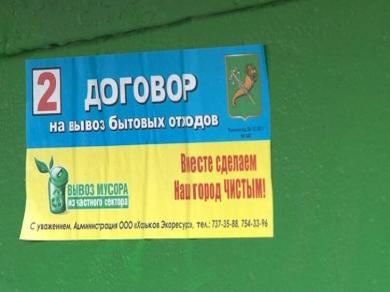 2
ДОГОВОР
на вывоз бытовых отходов
ВЫВОЗ МУСОРА
из частного сектора
Вместе сделаем
Наш город ЧИСТЫМ!
С уважением, Администрация ООО «Харьков Экоресурс», тел.: 737-35-88, 754-33-96